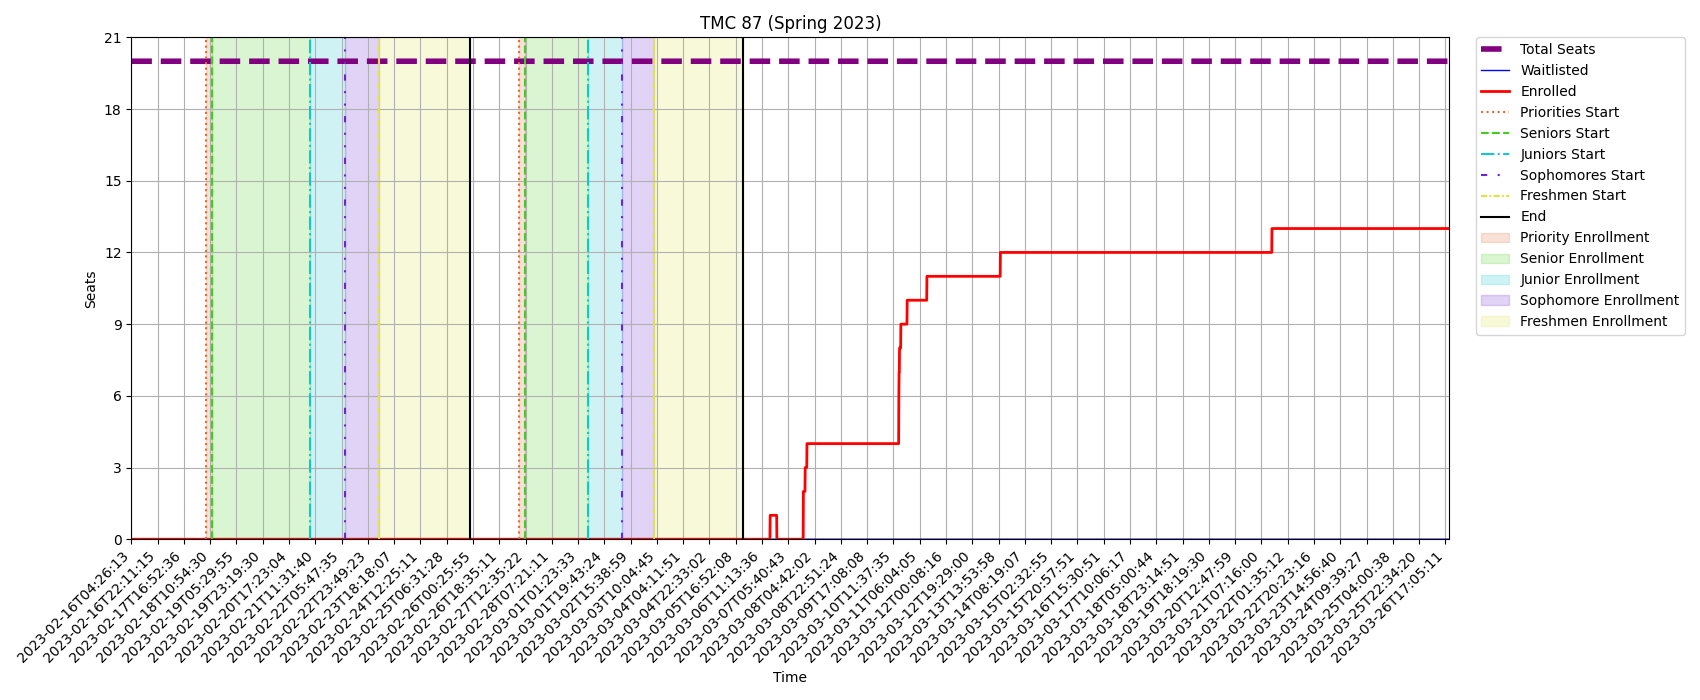 TMC 87 (Spring 2023)
21
18
15
12
9
6
3
0
Seats
2023-02-16T04:26:13
2023-02-16T22:11:15
2023-02-17T16:52:36
2023-02-18T10:54:30
2023-02-19T05:29:55
2023-02-19T23:19:30
2023-02-20T17:23:04
2023-02-21T11:31:40
2023-02-22T05:47:35
2023-02-22T23:49:23
2023-02-23T18:18:07
2023-02-24T12:25:11
2023-02-25T06:31:28
2023-02-26T00:25:55
2023-02-26T18:35:11
2023-02-27T12:35:22
2023-02-28T07:21:11
2023-03-01T01:23:33
2023-03-01T19:43:24
2023-03-02T15:38:59
2023-03-03T10:04:45
2023-03-04T04:11:51
2023-03-04T22:33:02
2023-03-05T16:52:08
2023-03-06T11:13:36
2023-03-07T05:40:43
2023-03-08T04:42:02
2023-03-08T22:51:24
2023-03-09T17:08:08
2023-03-10T11:37:35
2023-03-11T06:04:05
2023-03-12T00:08:16
2023-03-12T19:29:00
2023-03-13T13:53:58
2023-03-14T08:19:07
2023-03-15T02:32:55
2023-03-15T20:57:51
2023-03-16T15:30:51
2023-03-17T10:06:17
2023-03-18T05:00:44
2023-03-18T23:14:51
2023-03-19T18:19:30
2023-03-20T12:47:59
2023-03-21T07:16:00
2023-03-22T01:35:12
2023-03-22T20:23:16
2023-03-23T14:56:40
2023-03-24T09:39:27
2023-03-25T04:00:38
2023-03-25T22:34:20
2023-03-26T17:05:11
Time
Total Seats
Waitlisted
Enrolled
Priorities Start
Seniors Start
Juniors Start
Sophomores Start
Freshmen Start
End
Priority Enrollment
Senior Enrollment
Junior Enrollment
Sophomore Enrollment
Freshmen Enrollment